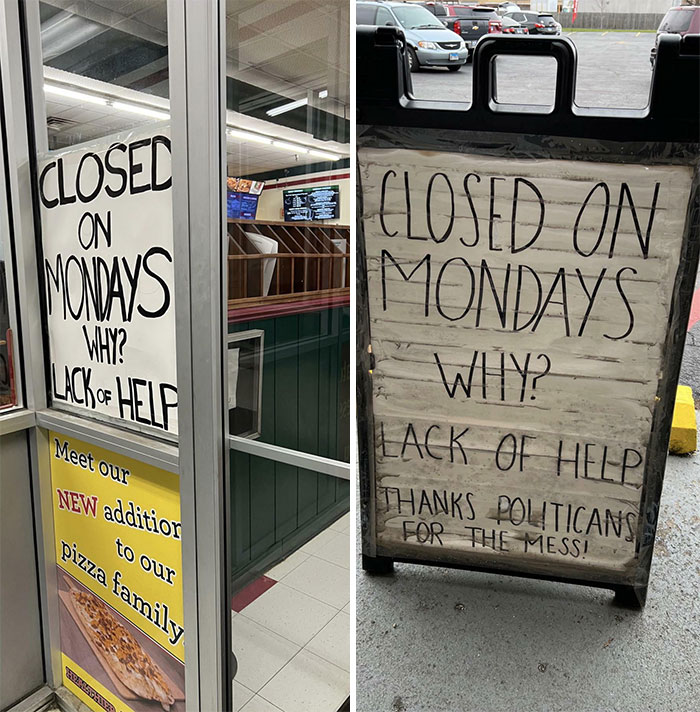 CLOSED
ON
MONDAYS
WHY?
LACK OF HELP
Meet our
NEW addition
to our
pizza family
CLOSED ON
MONDAYS
WHY?
LACK OF HELP
THANKS POLITICANS
FOR THE MESS!